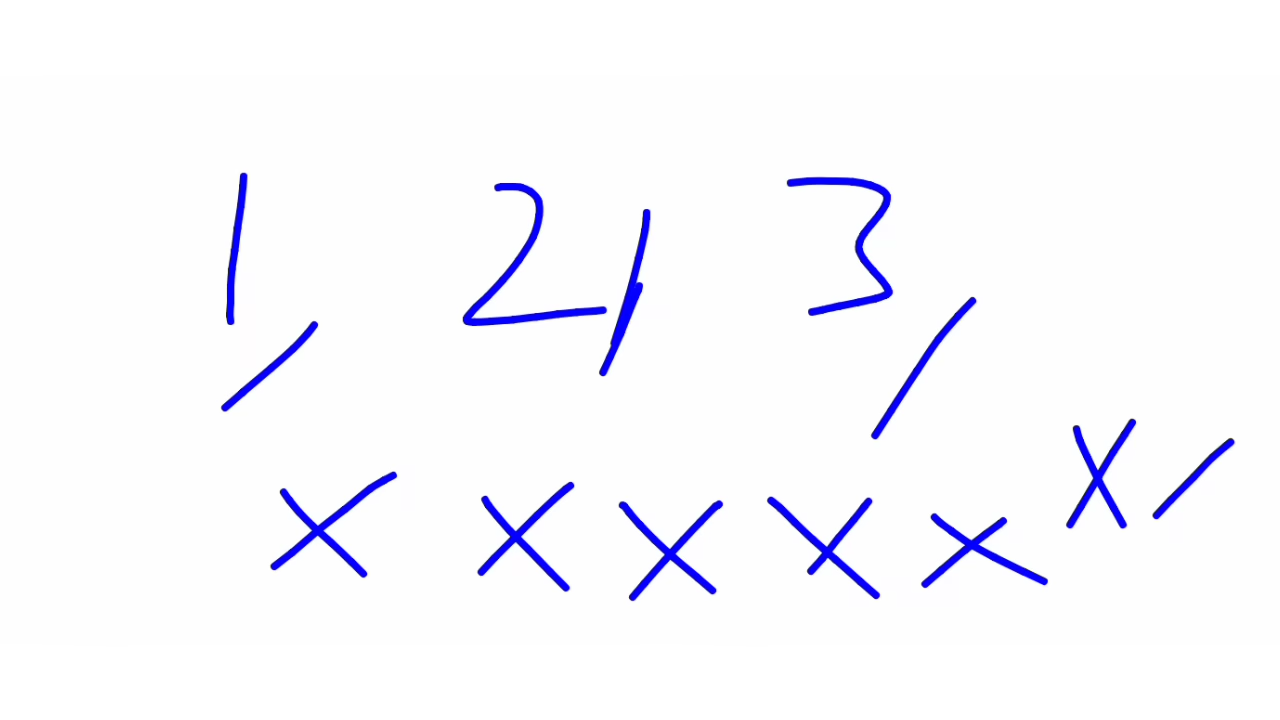 1, 2, 3,
x x x x x x /